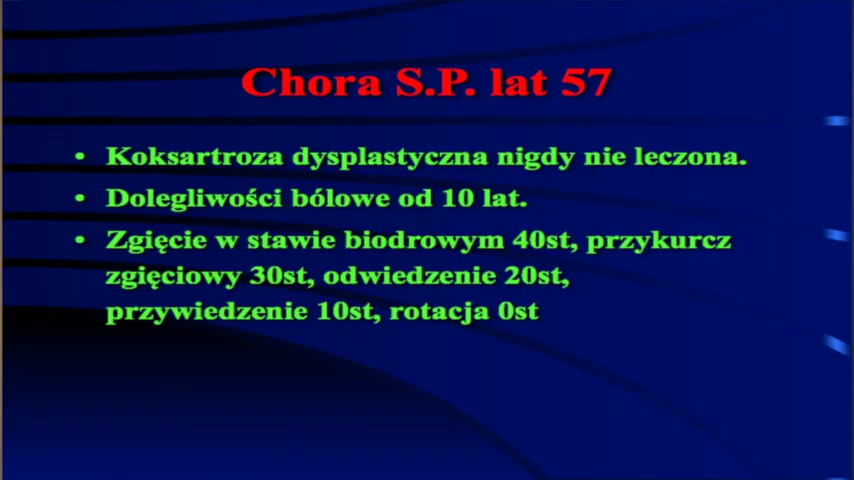 Chora S.P. lat 57
• Koksartroza dysplastyczna nigdy nie leczona.
• Dolegliwości bólowe od 10 lat.
• Zgięcie w stawie biodrowym 40st, przykurcz
zgięciowy 30st, odwiedzenie 20st,
przywiedzenie 10st, rotacja 0st